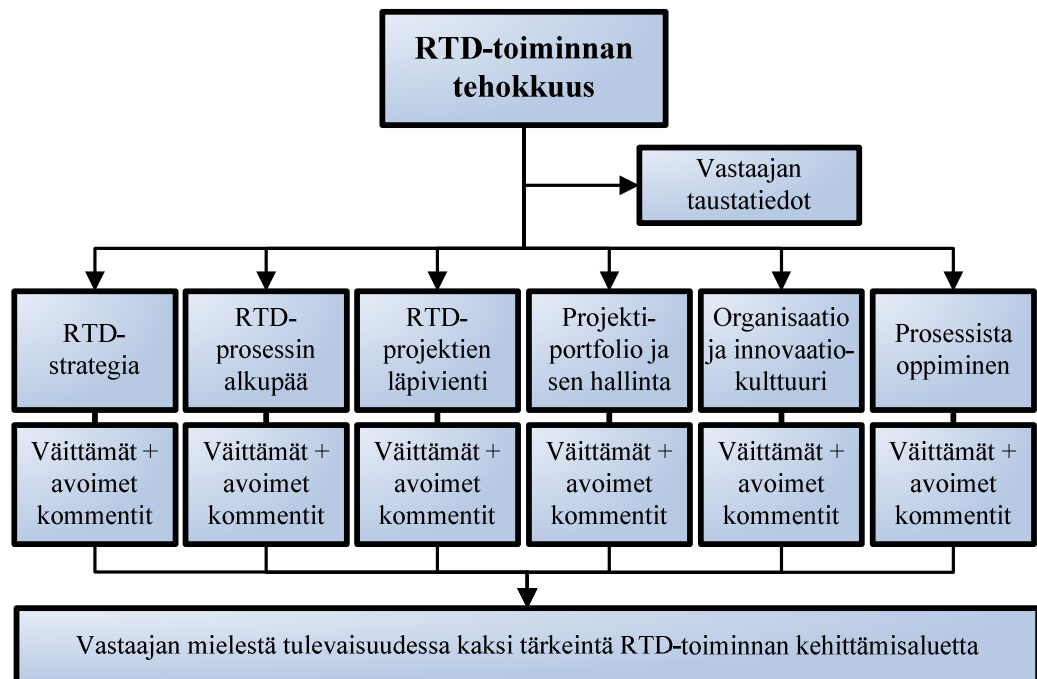 RTD-toiminnan
tehokkuus
Vastaajan
taustatiedot
RTD-
strategia
RTD-
prosessin
alkupää
RTD-
projektien
läpivienti
Projekti-
portfolio ja
sen hallinta
Organisaatio
ja innovaatio-
kulttuuri
Prosessista
oppiminen
Väittämät +
avoimet
kommentit
Väittämät +
avoimet
kommentit
Väittämät +
avoimet
kommentit
Väittämät +
avoimet
kommentit
Väittämät +
avoimet
kommentit
Väittämät +
avoimet
kommentit
Vastaajan mielestä tulevaisuudessa kaksi tärkeintä RTD-toiminnan kehittämisaluetta